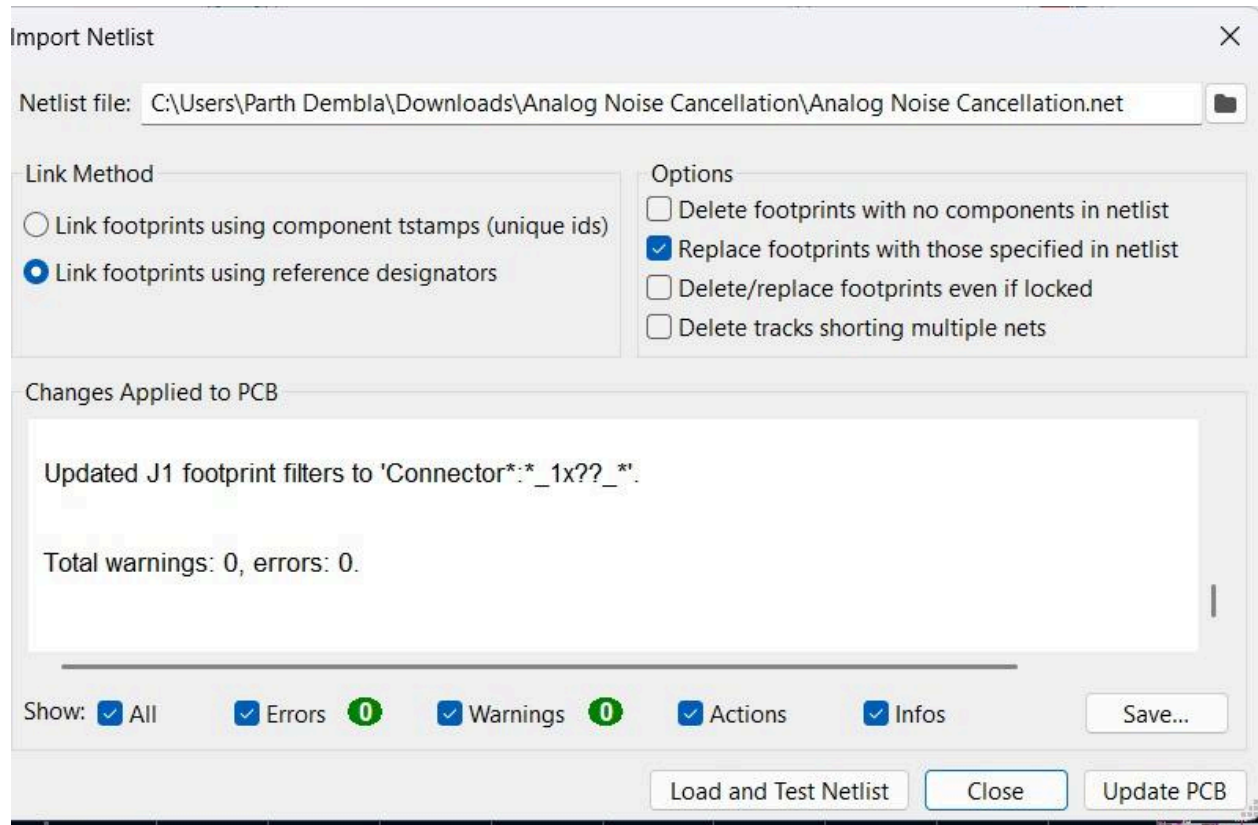 Import Netlist
Netlist file: C:\Users\Parth Dembla\Downloads\Analog Noise Cancellation\Analog Noise Cancellation.net
Link Method
Link footprints using component tstamps (unique ids)
Link footprints using reference designators
Options
Delete footprints with no components in netlist
Replace footprints with those specified in netlist
Delete/replace footprints even if locked
Delete tracks shorting multiple nets
Changes Applied to PCB
Updated J1 footprint filters to 'Connector*:*_1x??_*'.
Total warnings: 0, errors: 0.
Show: All Errors 0 Warnings 0 Actions Infos Save...
Load and Test Netlist Close Update PCB